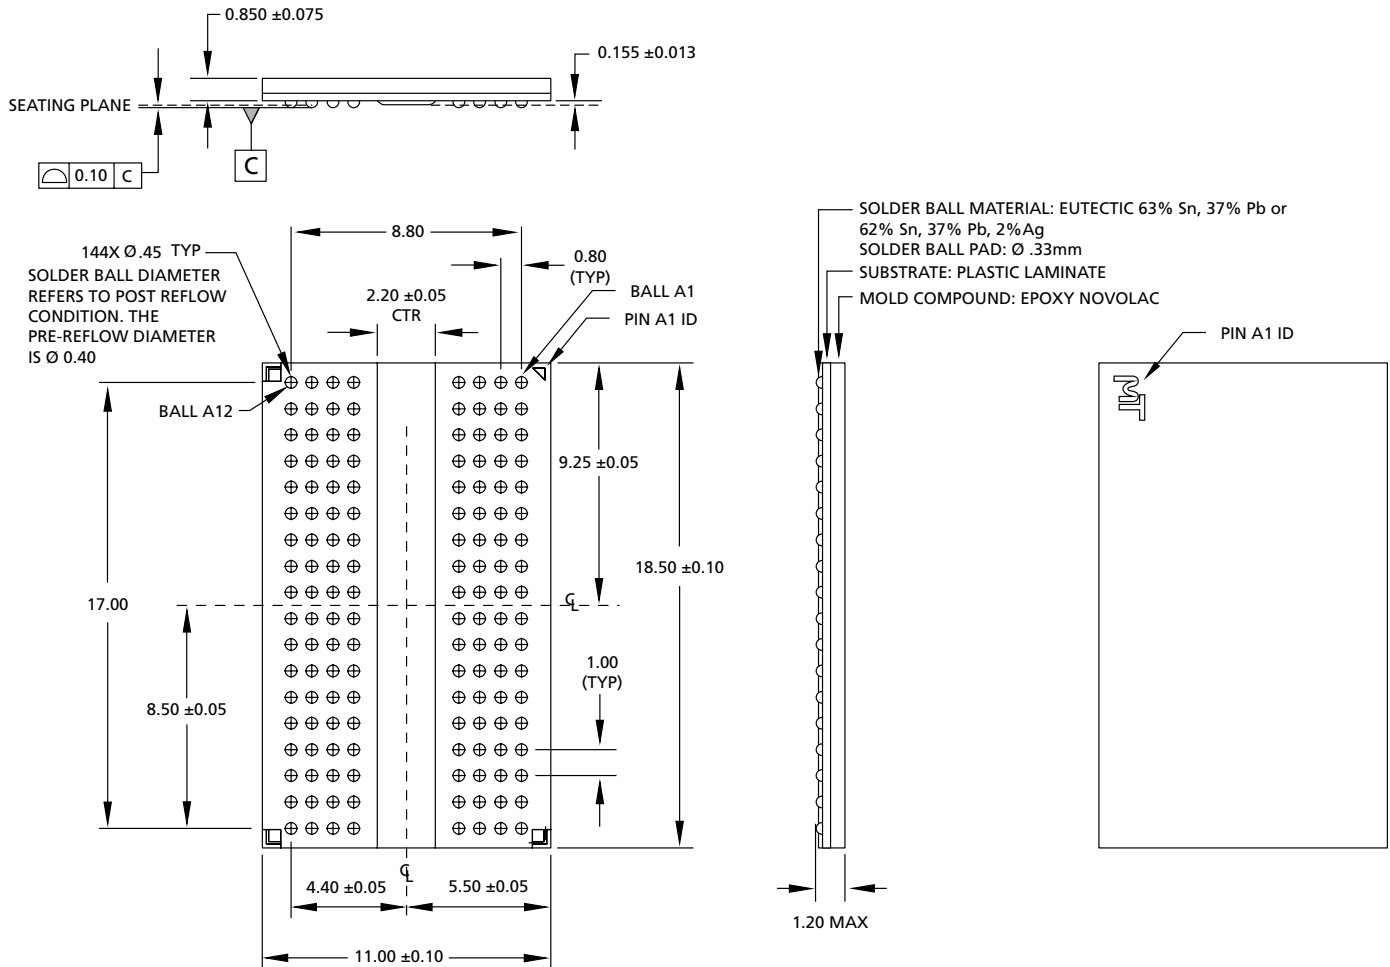 0.850 ±0.075
0.155 ±0.013
SEATING PLANE
C
0.10 C
SOLDER BALL MATERIAL: EUTECTIC 63% Sn, 37% Pb or
62% Sn, 37% Pb, 2%Ag
SOLDER BALL PAD: Ø .33mm
SUBSTRATE: PLASTIC LAMINATE
MOLD COMPOUND: EPOXY NOVOLAC
8.80
144X Ø.45 TYP
SOLDER BALL DIAMETER
REFERS TO POST REFLOW
CONDITION. THE
PRE-REFLOW DIAMETER
IS Ø 0.40
0.80
(TYP)
2.20 ±0.05
CTR
BALL A1
PIN A1 ID
PIN A1 ID
MT
BALL A12
9.25 ±0.05
18.50 ±0.10
17.00
CL
1.00
(TYP)
8.50 ±0.05
CL
4.40 ±0.05
5.50 ±0.05
1.20 MAX
11.00 ±0.10